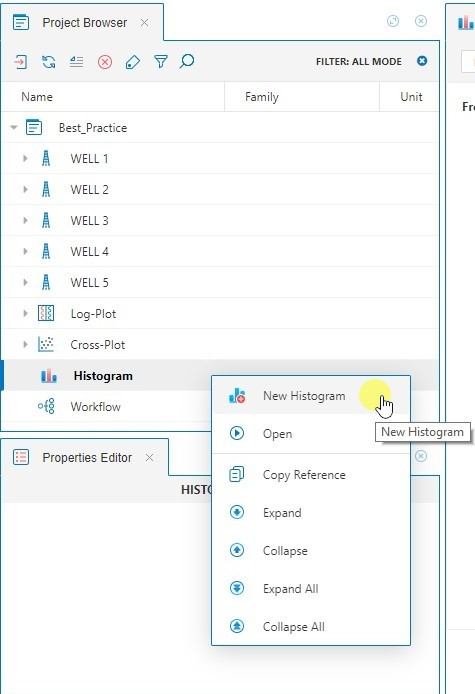 Project Browser
FILTER: ALL MODE
Name Family Unit
Best_Practice
WELL 1
WELL 2
WELL 3
WELL 4
WELL 5
Log-Plot
Cross-Plot
Histogram
Workflow
New Histogram
New Histogram
Open
Copy Reference
Expand
Collapse
Expand All
Collapse All
Properties Editor